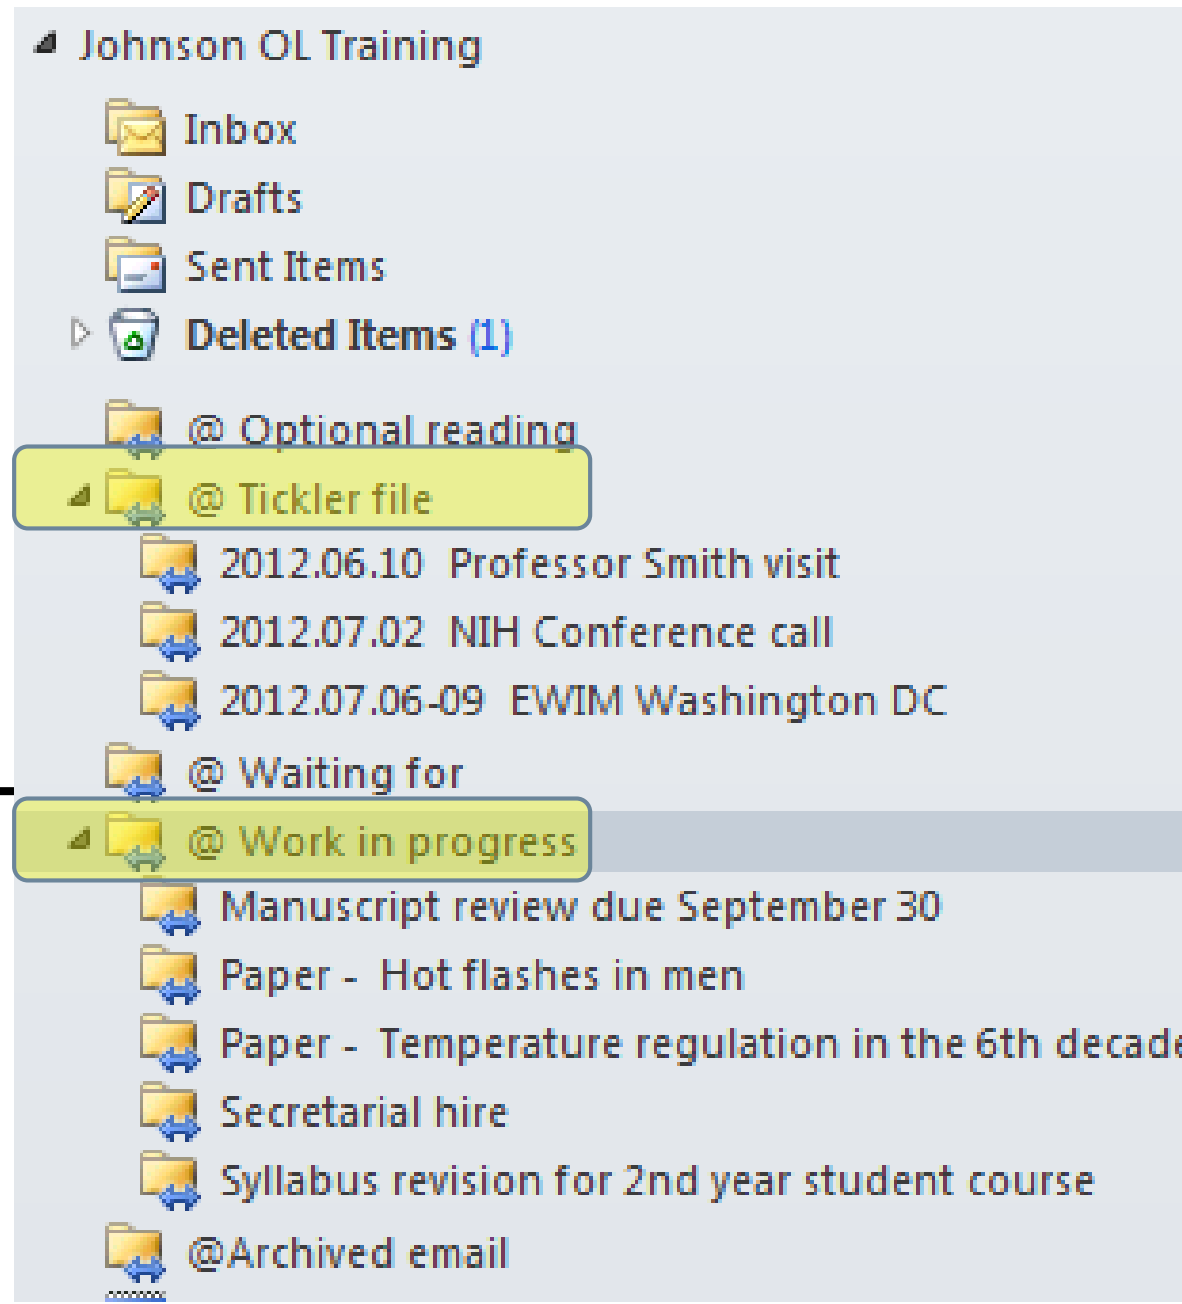 Johnson OL Training
Inbox
Drafts
Sent Items
Deleted Items (1)
@ Optional reading
@ Tickler file
2012.06.10  Professor Smith visit
2012.07.02  NIH Conference call
2012.07.06-09  EWIM Washington DC
@ Waiting for
@ Work in progress
Manuscript review due September 30
Paper -  Hot flashes in men
Paper -  Temperature regulation in the 6th decade
Secretarial hire
Syllabus revision for 2nd year student course
@Archived email